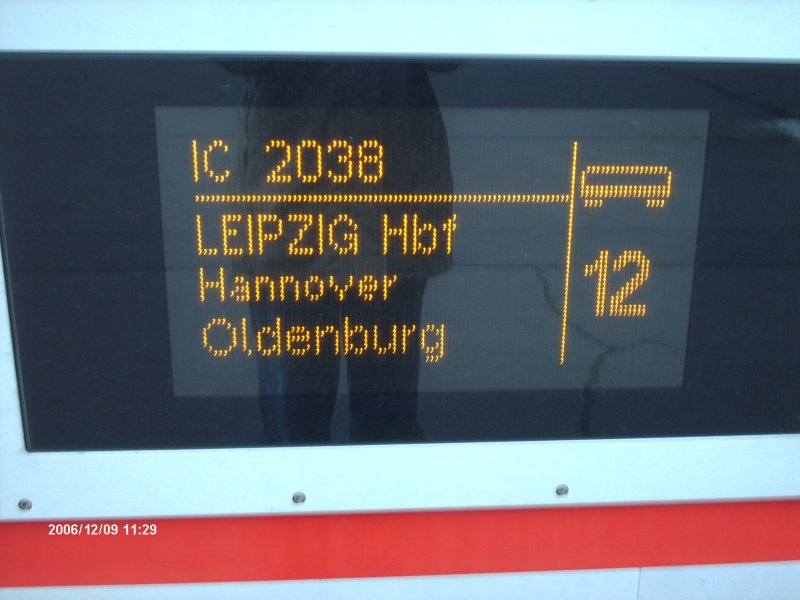 IC 2038
LEIPZIG Hbf
Hannover
Oldenburg
12
2006/12/09 11:29